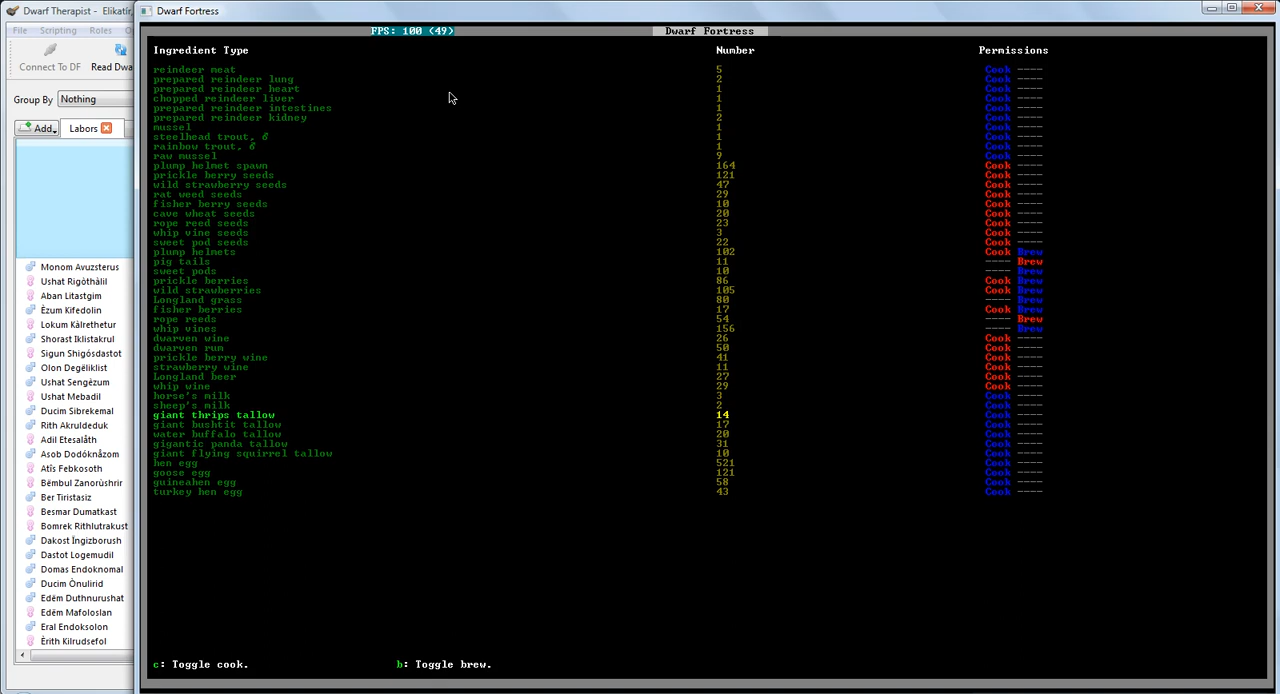 Dwarf Therapist - Elikatir,
Dwarf Fortress
File Scripting Roles O
Connect To DF Read Dwa
Group By Nothing
Add Labors
Monom Avuzsterus
Ushat Rigòthâlil
Aban Litastgim
Èzum Kifedolin
Lokum Kälrethetur
Shorast Iklistakrul
Sigun Shigósdastot
Olon Degëliklist
Ushat Sengëzum
Ushat Mebadil
Ducim Sibrekemal
Rith Akruldeduk
Adil Etesalåth
Asob Dodóknåzom
Atîs Febkosoth
Bëmbul Zanorùshrir
Ber Tiristasiz
Besmar Dumatkast
Bomrek Rithlutrakust
Dakost Ïngizborush
Dastot Logemudil
Domas Endoknomal
Ducim Ònulirid
Edëm Duthnurushat
Edëm Mafoloslan
Eral Endoksolon
Èrith Kilrudsefol
FPS: 100 (49) Dwarf Fortress
Ingredient Type Number Permissions
reindeer meat 5 Cook ----
prepared reindeer lung 2 Cook ----
prepared reindeer heart 1 Cook ----
chopped reindeer liver 1 Cook ----
prepared reindeer intestines 1 Cook ----
prepared reindeer kidney 2 Cook ----
mussel 1 Cook ----
steelhead trout, ♂ 1 Cook ----
rainbow trout, ♂ 1 Cook ----
raw mussel 9 Cook ----
plump helmet spawn 164 Cook ----
prickle berry seeds 121 Cook ----
wild strawberry seeds 47 Cook ----
rat weed seeds 29 Cook ----
fisher berry seeds 10 Cook ----
cave wheat seeds 20 Cook ----
rope reed seeds 23 Cook ----
whip vine seeds 3 Cook ----
sweet pod seeds 22 Cook ----
plump helmets 102 Cook Brew
pig tails 11 ---- Brew
sweet pods 10 ---- Brew
prickle berries 86 Cook Brew
wild strawberries 105 Cook Brew
Longland grass 80 ---- Brew
fisher berries 17 Cook Brew
rope reeds 54 ---- Brew
whip vines 156 ---- Brew
dwarven wine 26 Cook ----
dwarven rum 50 Cook ----
prickle berry wine 41 Cook ----
strawberry wine 11 Cook ----
Longland beer 27 Cook ----
whip wine 29 Cook ----
horse's milk 3 Cook ----
sheep's milk 2 Cook ----
giant thrips tallow 14 Cook ----
giant bushtit tallow 17 Cook ----
water buffalo tallow 20 Cook ----
gigantic panda tallow 31 Cook ----
giant flying squirrel tallow 10 Cook ----
hen egg 521 Cook ----
goose egg 121 Cook ----
guineahen egg 58 Cook ----
turkey hen egg 43 Cook ----
c: Toggle cook. b: Toggle brew.